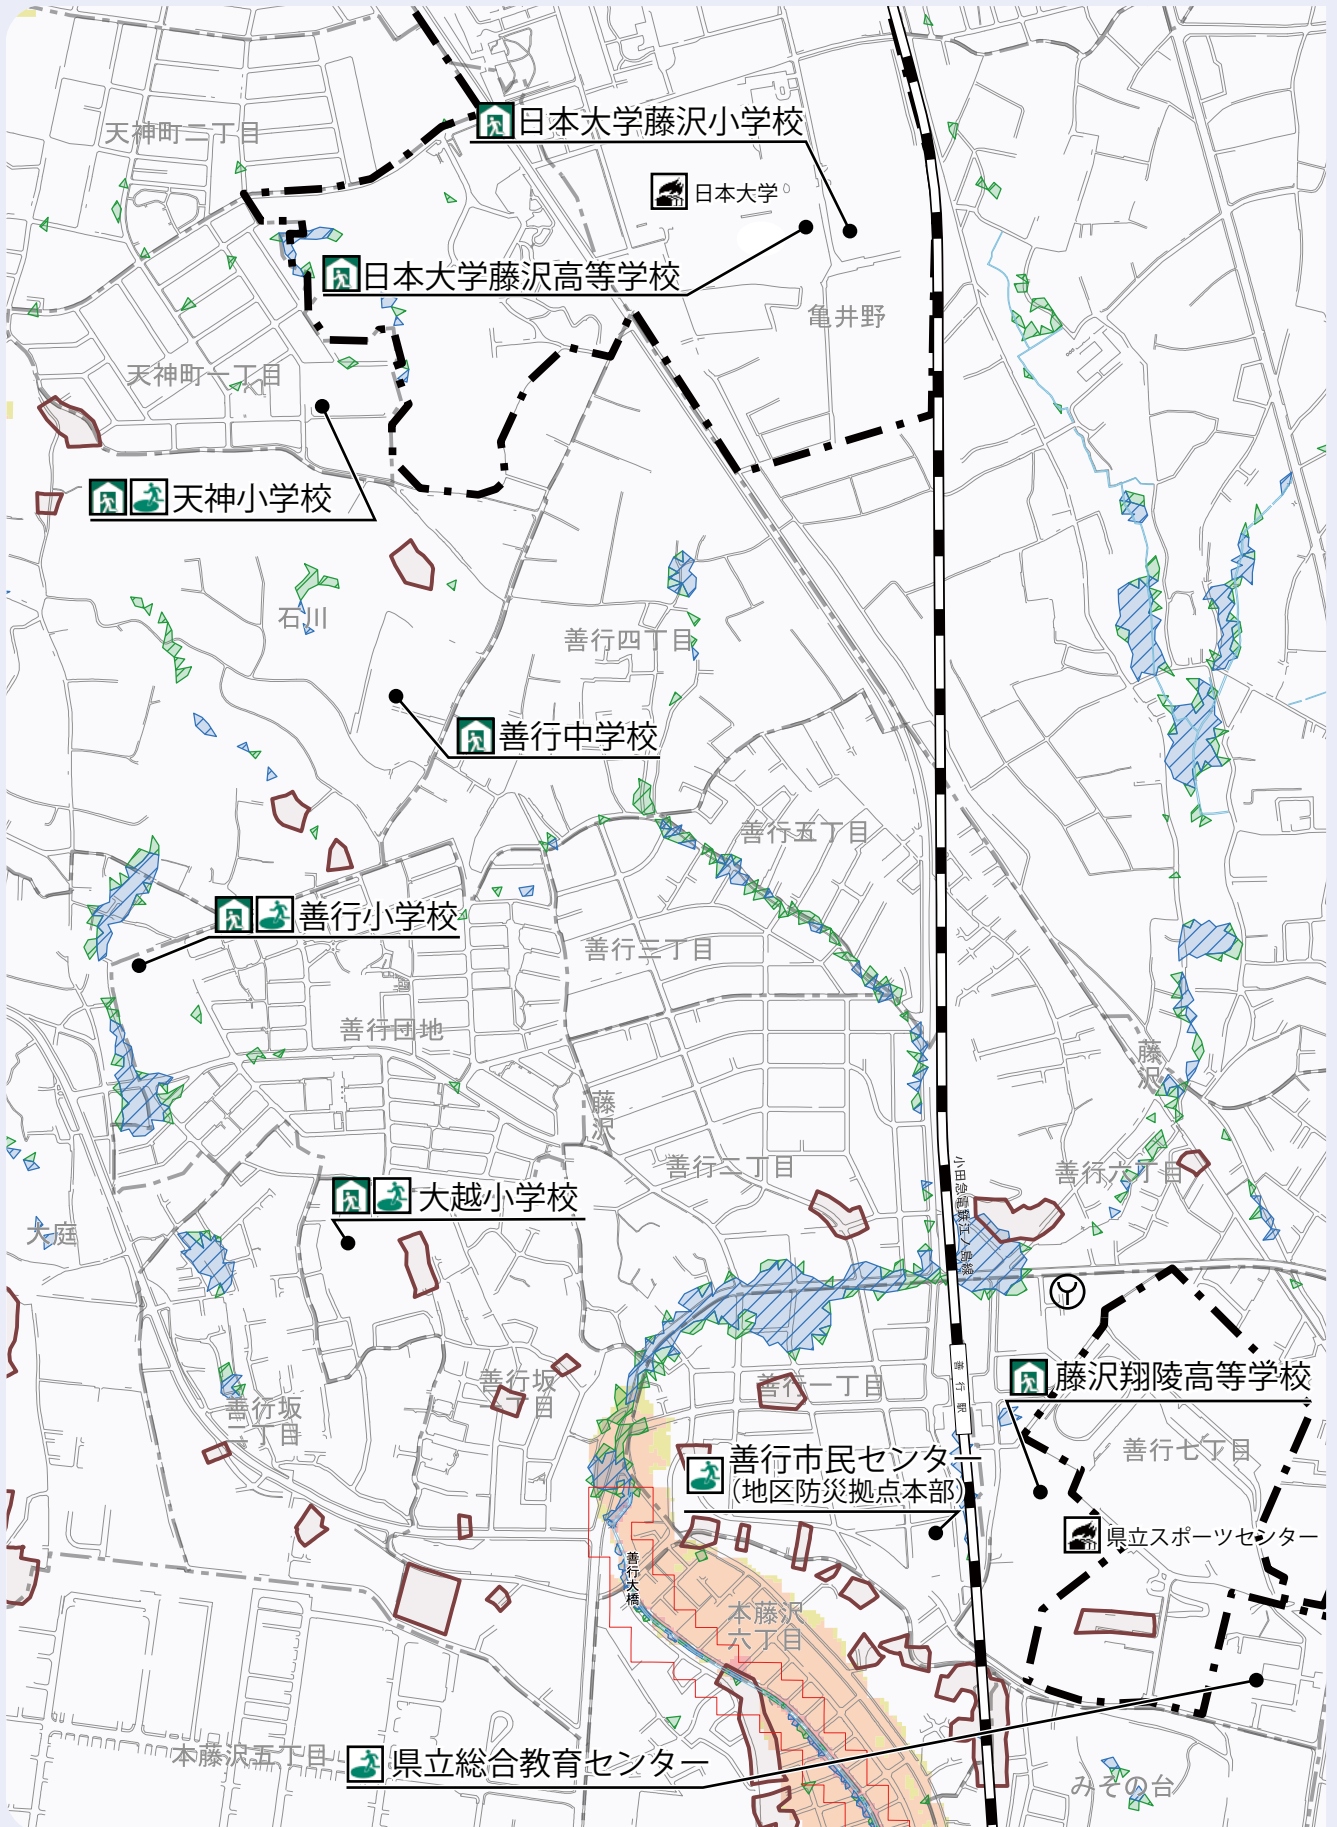 日本大学藤沢小学校
天神町二丁目
日本大学
日本大学藤沢高等学校
亀井野
天神町一丁目
天神小学校
石川
善行四丁目
善行中学校
善行五丁目
善行小学校
善行三丁目
善行団地
藤沢
藤沢
善行二丁目
善行六丁目
小田急電鉄江ノ島線
大越小学校
大庭
善行駅
藤沢翔陵高等学校
善行坂
一丁目
善行一丁目
善行坂
二丁目
善行七丁目
善行市民センター
(地区防災拠点本部)
県立スポーツセンター
善行大橋
本藤沢
六丁目
本藤沢五丁目
県立総合教育センター
みその台